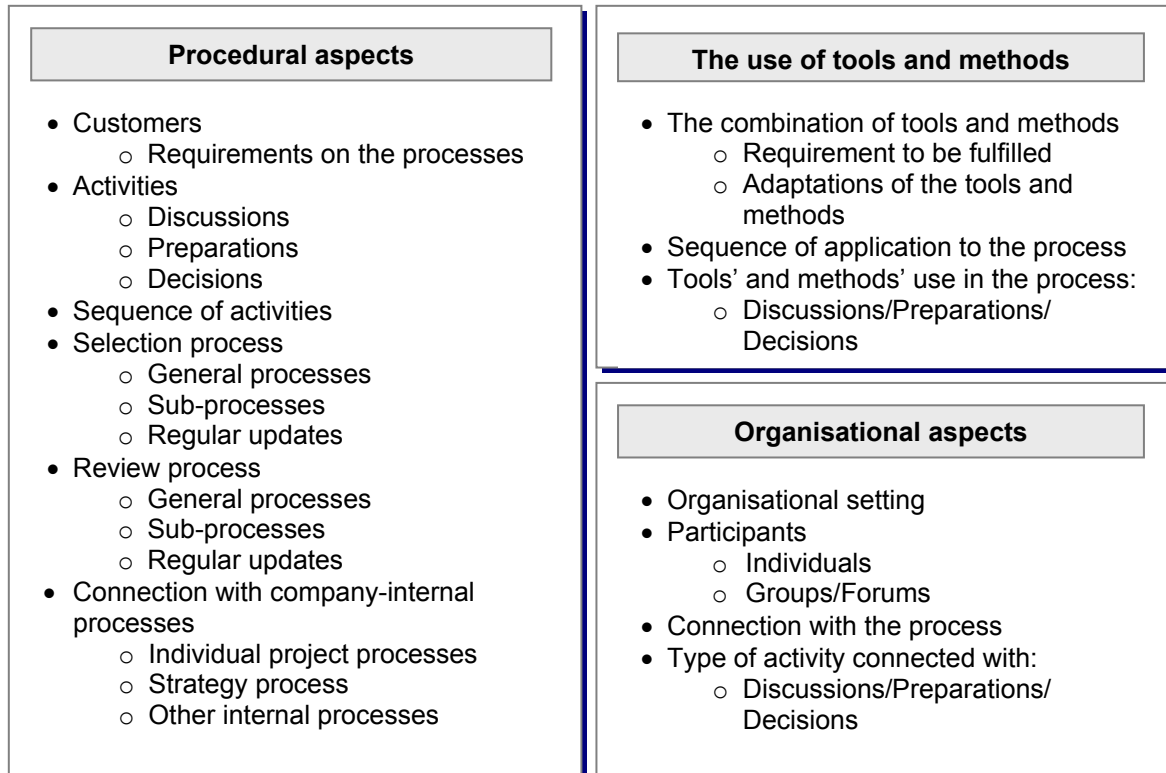 Procedural aspects
• Customers
o Requirements on the processes
• Activities
o Discussions
o Preparations
o Decisions
• Sequence of activities
• Selection process
o General processes
o Sub-processes
o Regular updates
• Review process
o General processes
o Sub-processes
o Regular updates
• Connection with company-internal
processes
o Individual project processes
o Strategy process
o Other internal processes
The use of tools and methods
• The combination of tools and methods
o Requirement to be fulfilled
o Adaptations of the tools and
methods
• Sequence of application to the process
• Tools’ and methods’ use in the process:
o Discussions/Preparations/
Decisions
Organisational aspects
• Organisational setting
• Participants
o Individuals
o Groups/Forums
• Connection with the process
• Type of activity connected with:
o Discussions/Preparations/
Decisions